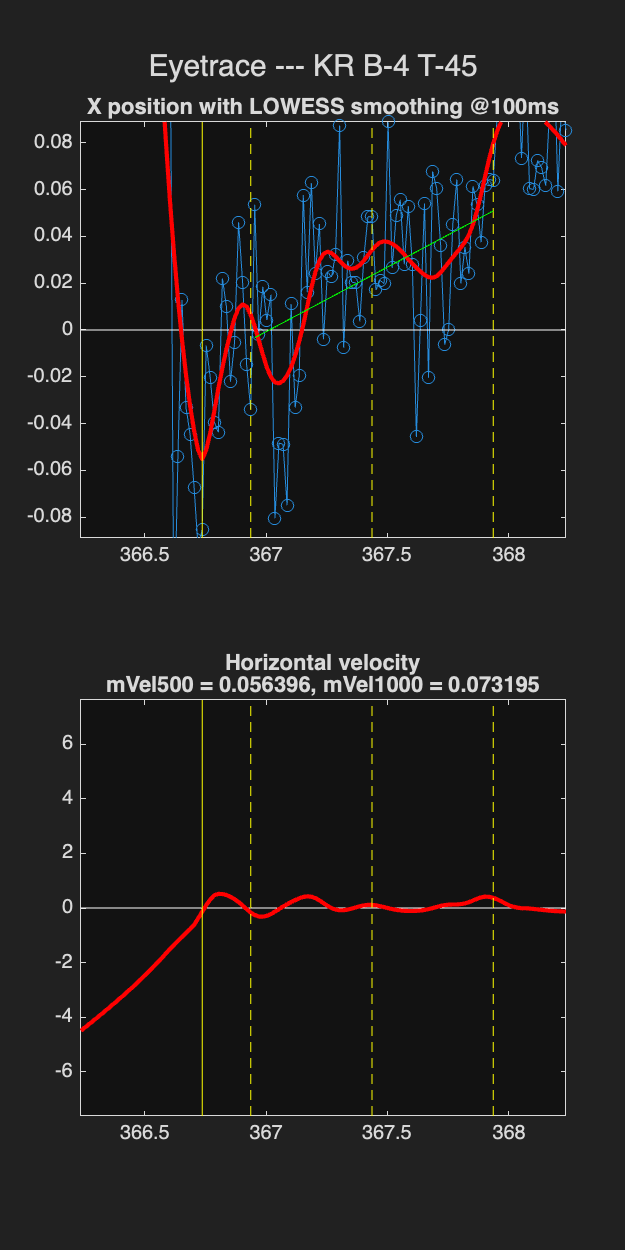 Eyetrace --- KR B-4 T-45
X position with LOWESS smoothing @100ms
0.08
0.06
0.04
0.02
0
-0.02
-0.04
-0.06
-0.08
366.5 367 367.5 368
Horizontal velocity
mVel500 = 0.056396, mVel1000 = 0.073195
6
4
2
0
-2
-4
-6
366.5 367 367.5 368